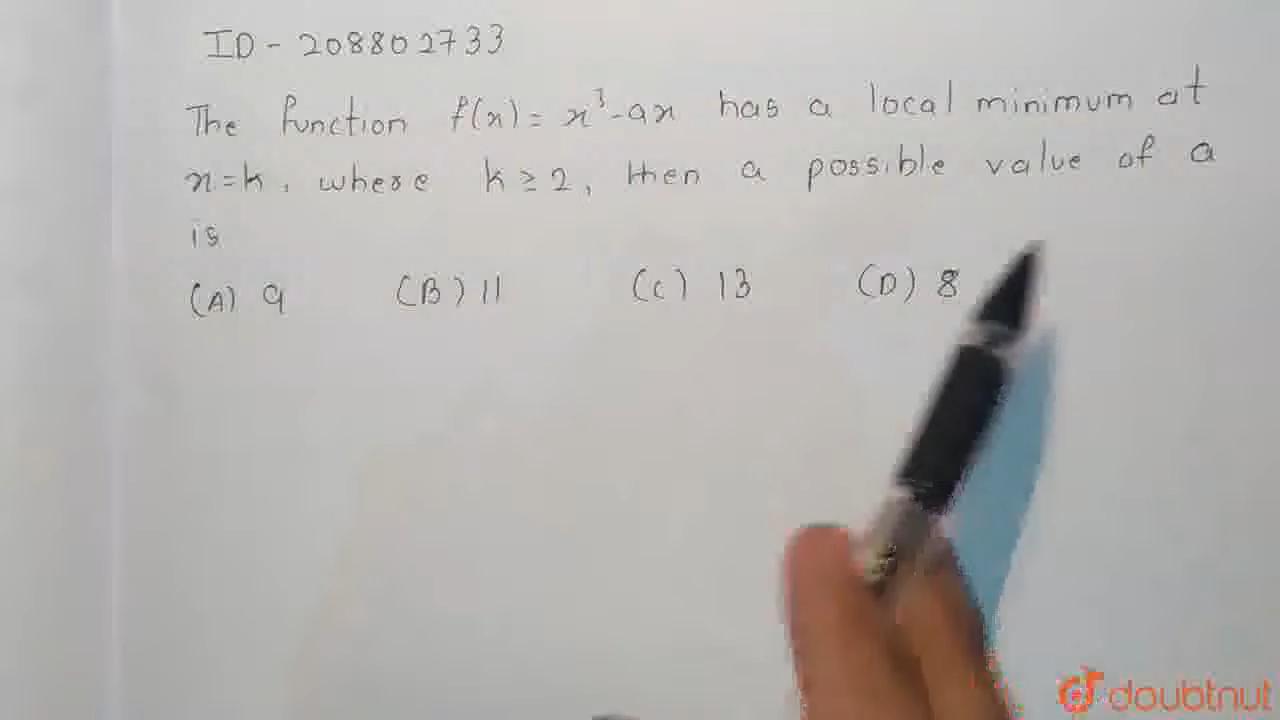 ID - 208802733
The function f(x) = x³-ax has a local minimum at
x=k, where k ≥ 2, then a possible value of a
is
(A) 9 (B) 11 (C) 13 (D) 8
doubtnut